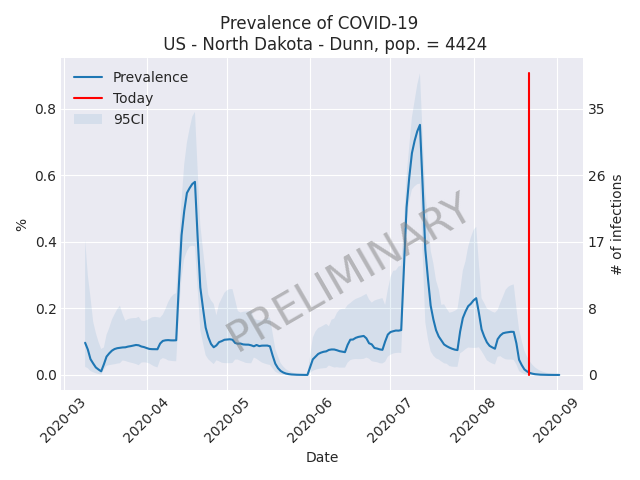 Prevalence of COVID-19
US - North Dakota - Dunn, pop. = 4424
Prevalence
Today
95CI
0.8
0.6
0.4
0.2
0.0
%
35
26
17
8
0
# of infections
PRELIMINARY
2020-03
2020-04
2020-05
2020-06
2020-07
2020-08
2020-09
Date